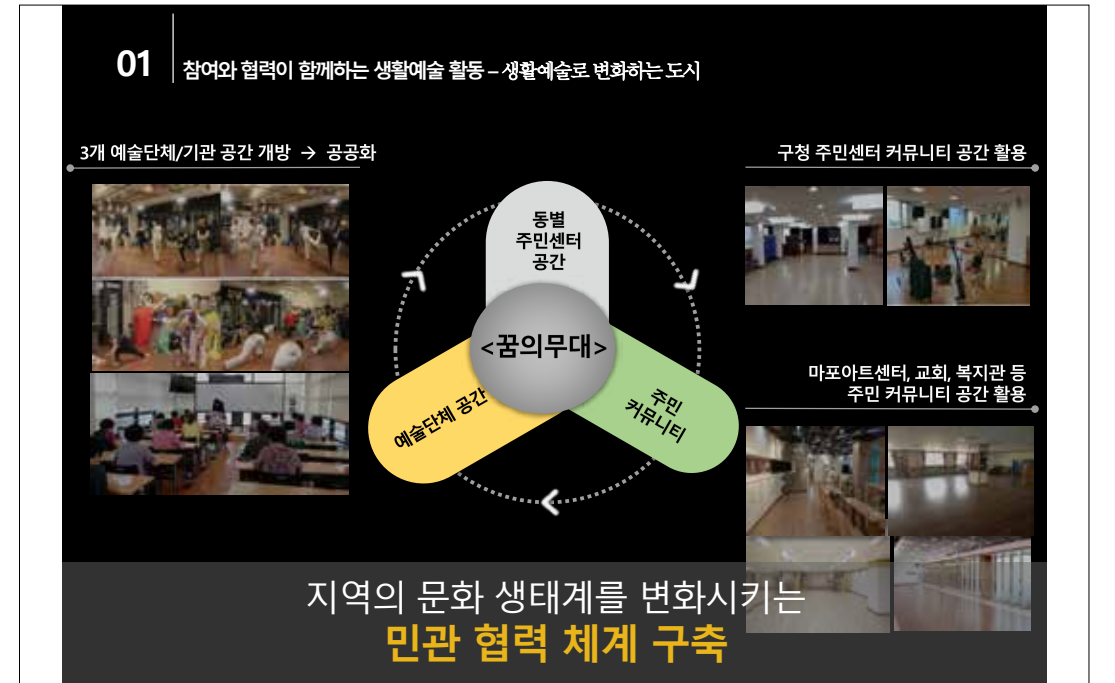 01
참여와 협력이 함께하는 생활예술 활동 – 생활예술로 변화하는 도시
3개 예술단체/기관 공간 개방 → 공공화
구청 주민센터 커뮤니티 공간 활용
동별
주민센터
공간
<꿈의무대>
예술단체 공간
주민
커뮤니티
마포아트센터, 교회, 복지관 등
주민 커뮤니티 공간 활용
지역의 문화 생태계를 변화시키는
민관 협력 체계 구축